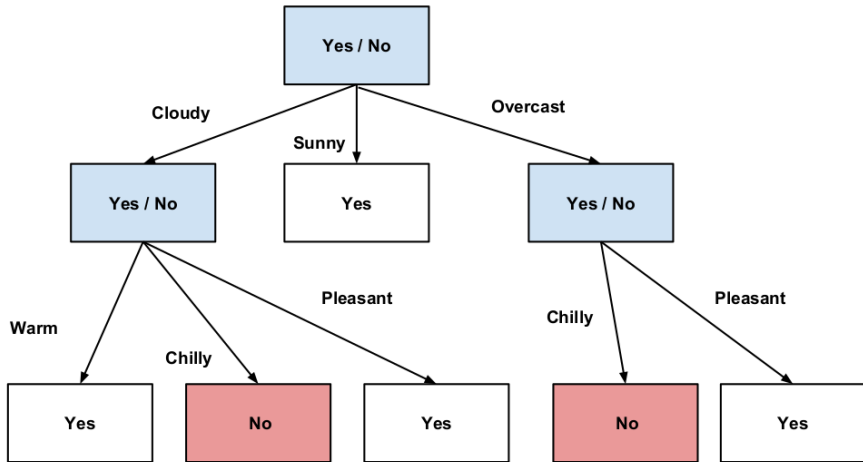 Yes / No
Cloudy
Overcast
Sunny
Yes / No
Yes
Yes / No
Warm
Chilly
Pleasant
Chilly
Pleasant
Yes
No
Yes
No
Yes